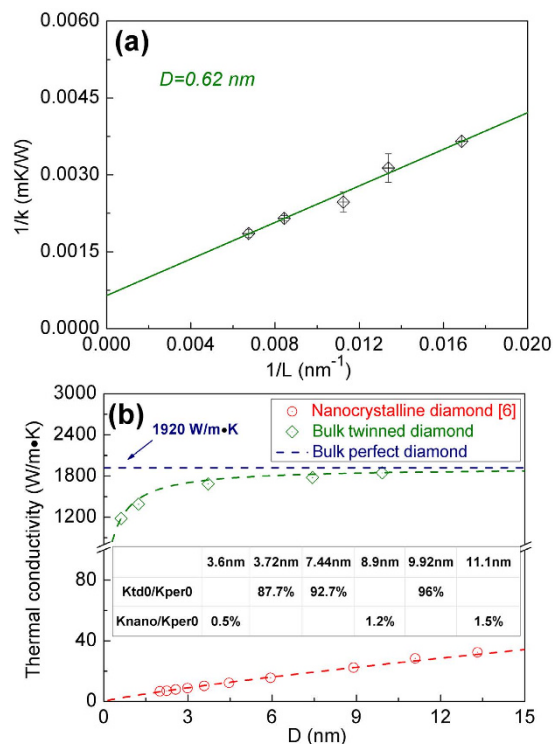 (a)
D=0.62 nm
1/k (mK/W)
0.0060
0.0045
0.0030
0.0015
0.0000
0.000 0.004 0.008 0.012 0.016 0.020
1/L (nm⁻¹)
(b)
1920 W/m•K
Nanocrystalline diamond [6]
Bulk twinned diamond
Bulk perfect diamond
Thermal conductivity (W/m•K)
3000
2400
1800
1200
80
40
0
3.6nm 3.72nm 7.44nm 8.9nm 9.92nm 11.1nm
Ktd0/Kper0 87.7% 92.7% 96%
Knano/Kper0 0.5% 1.2% 1.5%
0 3 6 9 12 15
D (nm)